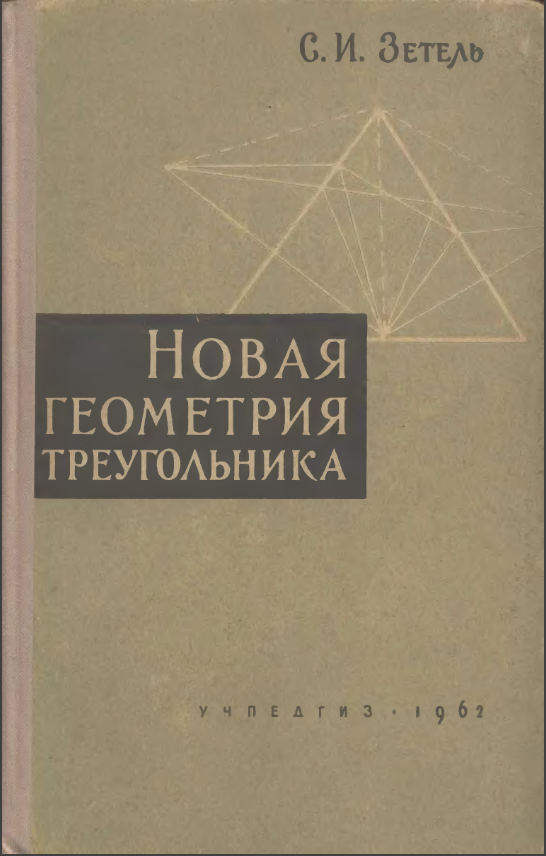 С. И. Зетель
Новая
геометрия
треугольника
учпедгиз · 1962